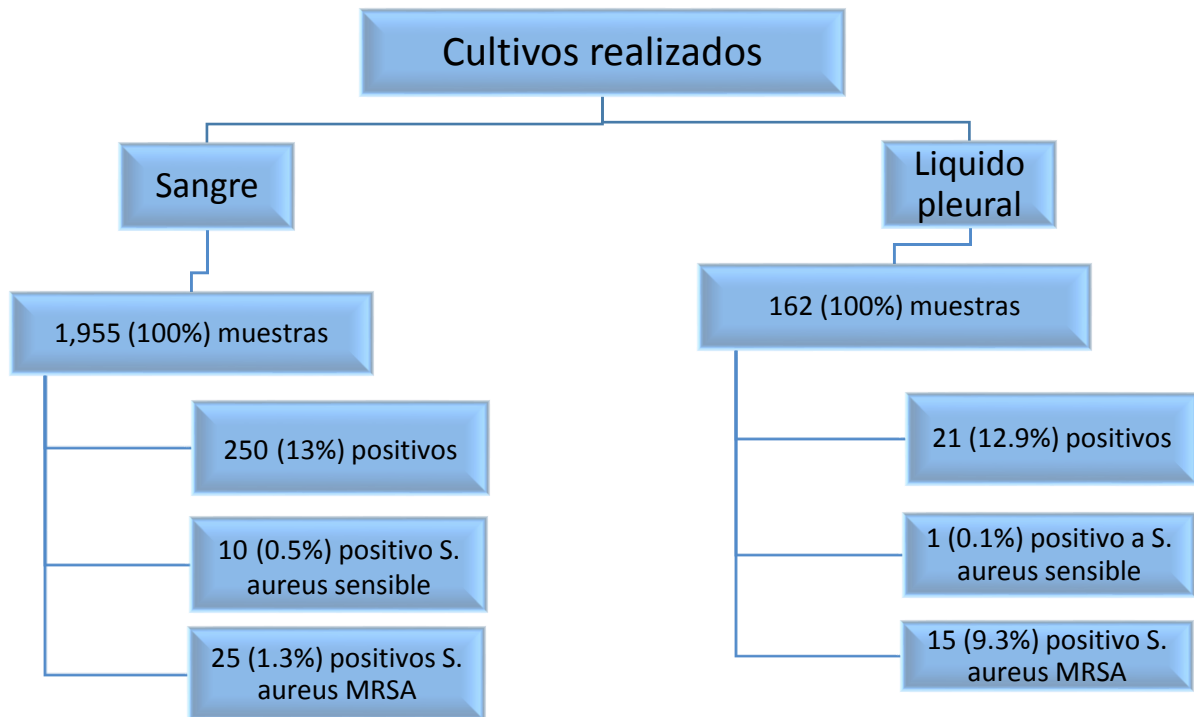 Cultivos realizados
Sangre
Liquido
pleural
1,955 (100%) muestras
162 (100%) muestras
250 (13%) positivos
21 (12.9%) positivos
10 (0.5%) positivo S.
aureus sensible
1 (0.1%) positivo a S.
aureus sensible
25 (1.3%) positivos S.
aureus MRSA
15 (9.3%) positivo S.
aureus MRSA